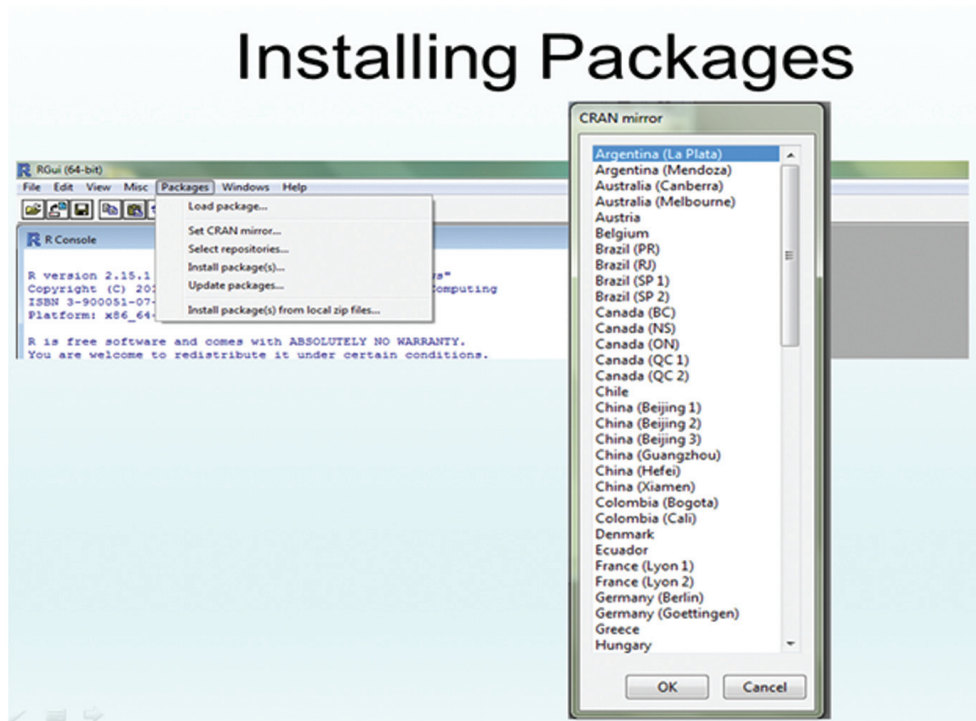 Installing Packages
RGui (64-bit)
File Edit View Misc Packages Windows Help
Load package...
Set CRAN mirror...
Select repositories...
Install package(s)...
Update packages...
Install package(s) from local zip files...
R Console
R version 2.15.1
Copyright (C) Computing
ISBN 3-900051-07-
Platform: x86_64
R is free software and comes with ABSOLUTELY NO WARRANTY.
You are welcome to redistribute it under certain conditions.
CRAN mirror
Argentina (La Plata)
Argentina (Mendoza)
Australia (Canberra)
Australia (Melbourne)
Austria
Belgium
Brazil (PR)
Brazil (RJ)
Brazil (SP 1)
Brazil (SP 2)
Canada (BC)
Canada (NS)
Canada (ON)
Canada (QC 1)
Canada (QC 2)
Chile
China (Beijing 1)
China (Beijing 2)
China (Beijing 3)
China (Guangzhou)
China (Hefei)
China (Xiamen)
Colombia (Bogota)
Colombia (Cali)
Denmark
Ecuador
France (Lyon 1)
France (Lyon 2)
Germany (Berlin)
Germany (Goettingen)
Greece
Hungary
OK Cancel